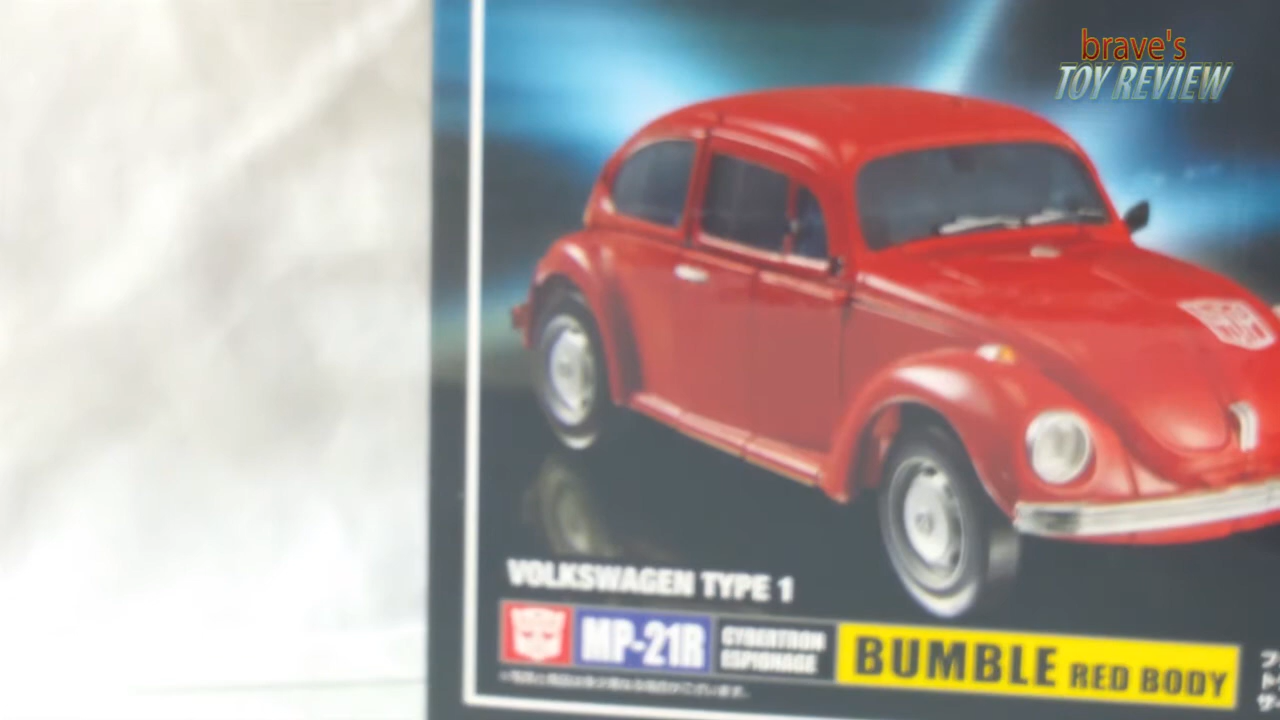 brave's
TOY REVIEW
VOLKSWAGEN TYPE 1
MP-21R
CYBERTRON
ESPIONAGE
BUMBLE RED BODY